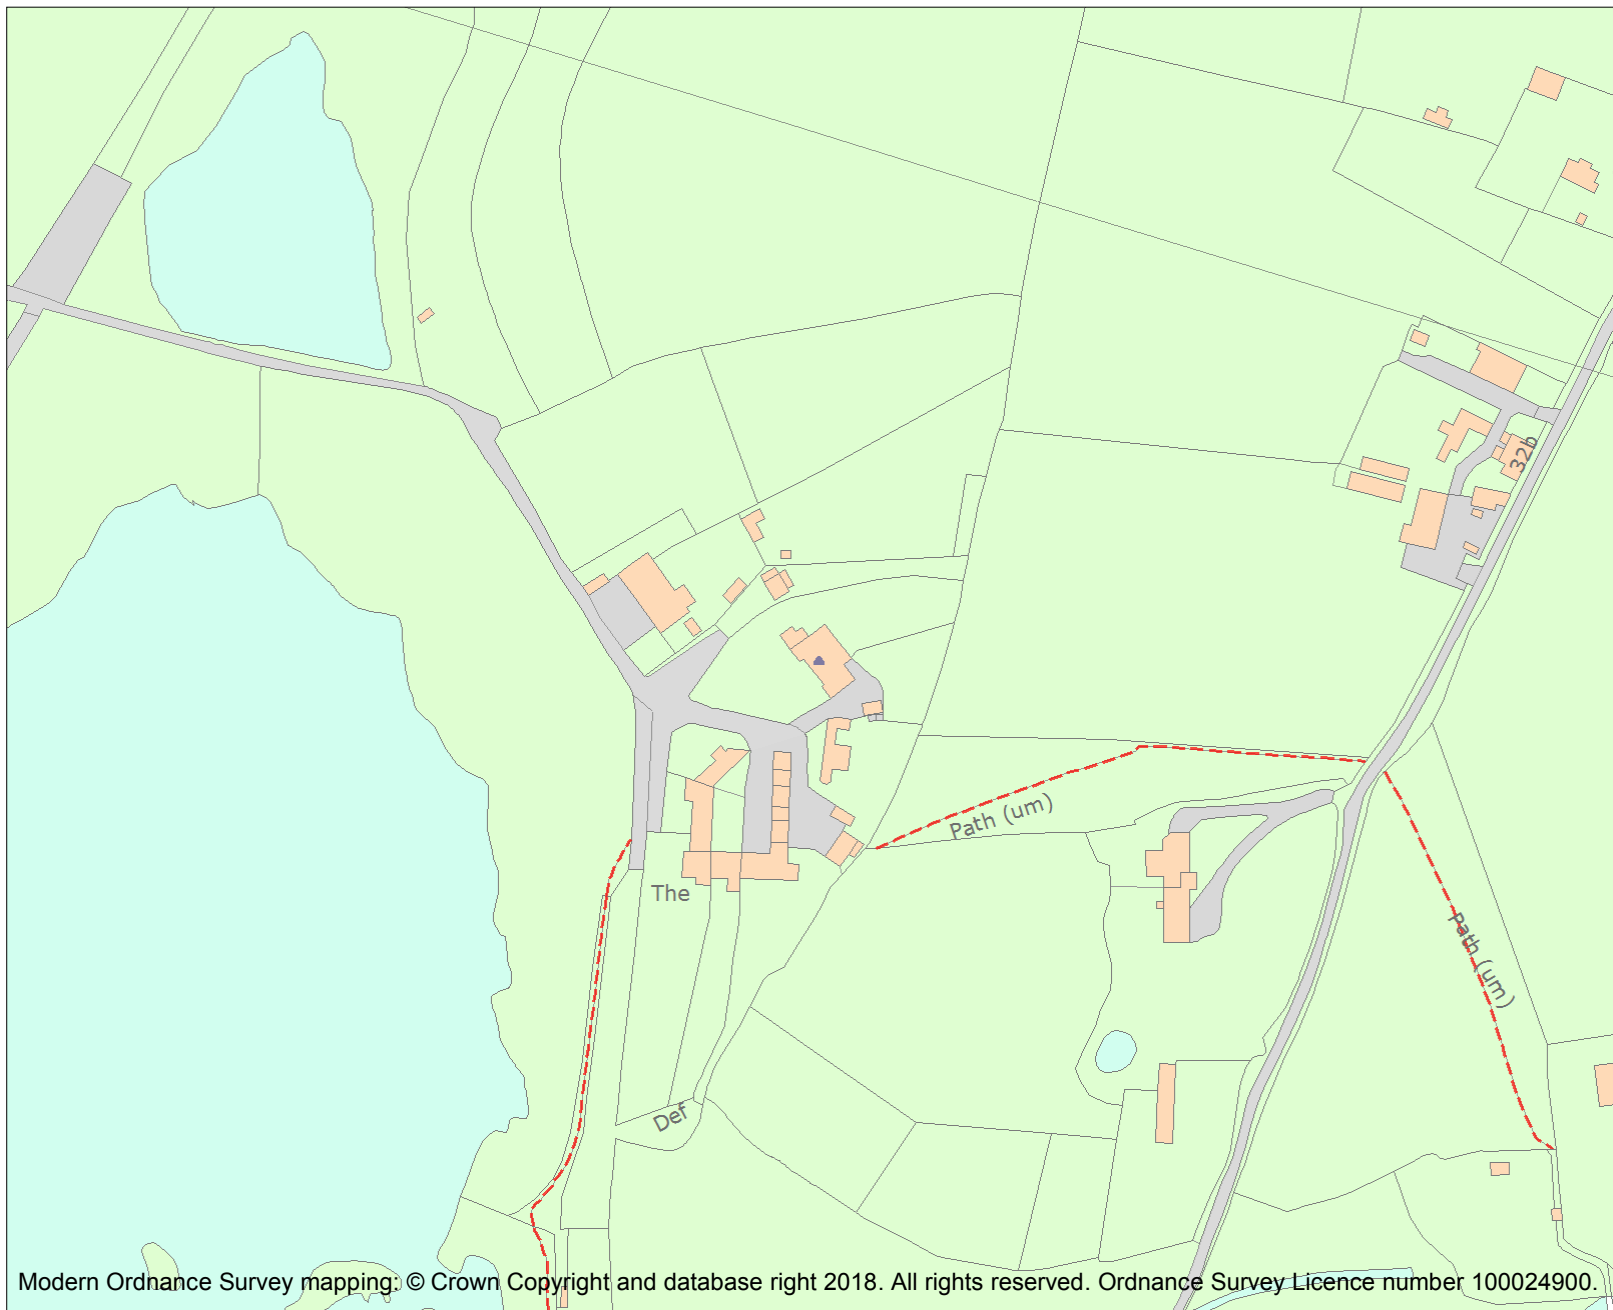 32b
Path (um)
The
Path (um)
Def
Modern Ordnance Survey mapping: © Crown Copyright and database right 2018. All rights reserved. Ordnance Survey Licence number 100024900.